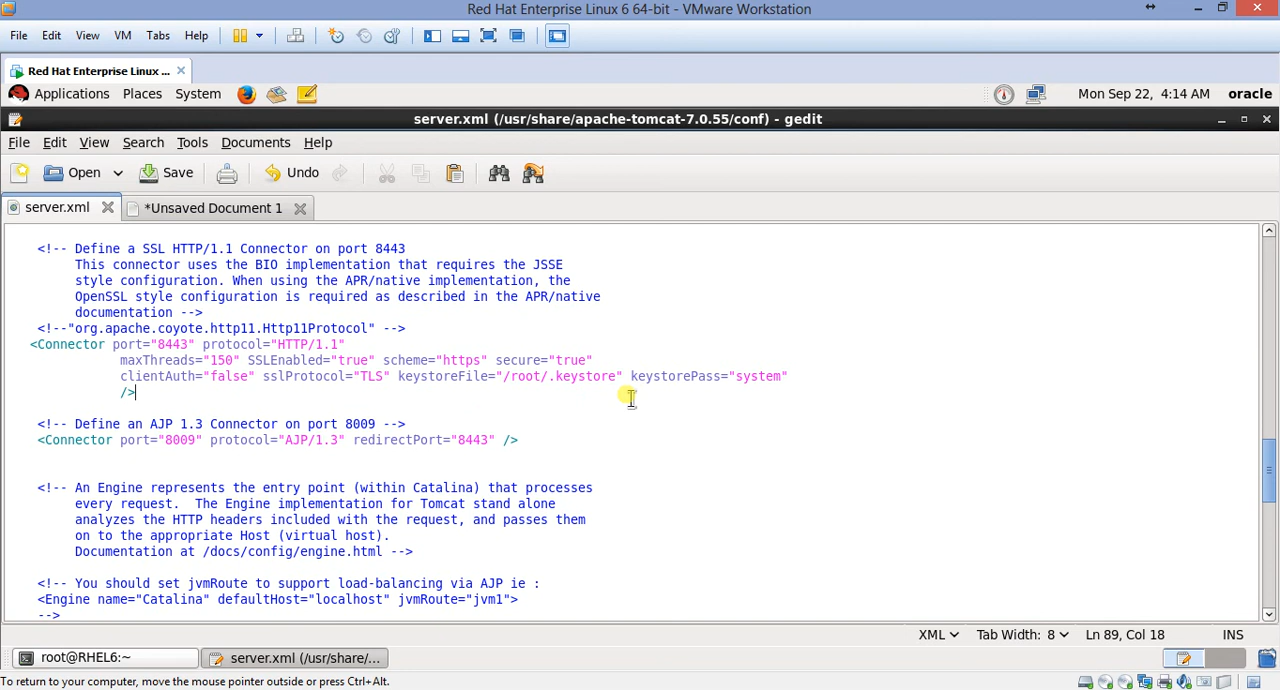 Red Hat Enterprise Linux 6 64-bit - VMware Workstation
File Edit View VM Tabs Help
Red Hat Enterprise Linux ...
Applications Places System Mon Sep 22, 4:14 AM oracle
server.xml (/usr/share/apache-tomcat-7.0.55/conf) - gedit
File Edit View Search Tools Documents Help
Open Save Undo
server.xml *Unsaved Document 1
<!-- Define a SSL HTTP/1.1 Connector on port 8443
This connector uses the BIO implementation that requires the JSSE
style configuration. When using the APR/native implementation, the
OpenSSL style configuration is required as described in the APR/native
documentation -->
<!--"org.apache.coyote.http11.Http11Protocol" -->
<Connector port="8443" protocol="HTTP/1.1"
maxThreads="150" SSLEnabled="true" scheme="https" secure="true"
clientAuth="false" sslProtocol="TLS" keystoreFile="/root/.keystore" keystorePass="system"
/>
<!-- Define an AJP 1.3 Connector on port 8009 -->
<Connector port="8009" protocol="AJP/1.3" redirectPort="8443" />
<!-- An Engine represents the entry point (within Catalina) that processes
every request.  The Engine implementation for Tomcat stand alone
analyzes the HTTP headers included with the request, and passes them
on to the appropriate Host (virtual host).
Documentation at /docs/config/engine.html -->
<!-- You should set jvmRoute to support load-balancing via AJP ie :
<Engine name="Catalina" defaultHost="localhost" jvmRoute="jvm1">
-->
XML Tab Width: 8 Ln 89, Col 18 INS
root@RHEL6:~ server.xml (/usr/share/...
To return to your computer, move the mouse pointer outside or press Ctrl+Alt.